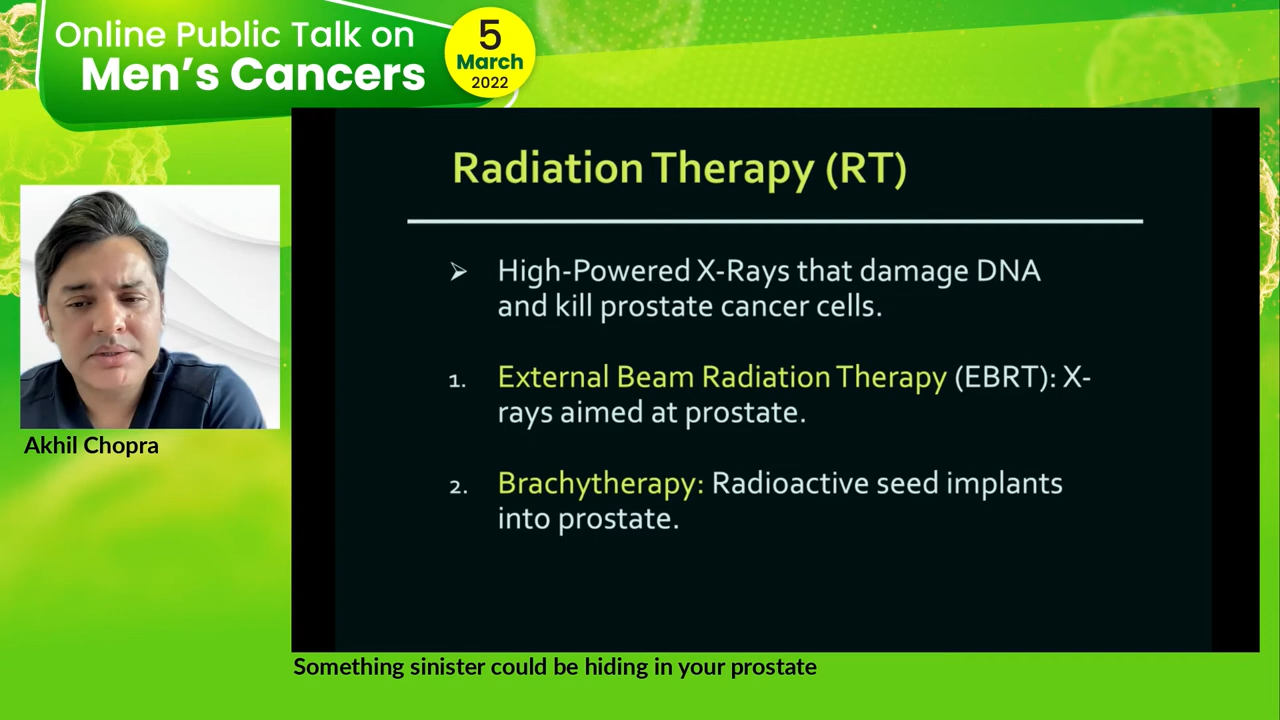 Online Public Talk on
Men's Cancers
5
March
2022
Radiation Therapy (RT)
➢ High-Powered X-Rays that damage DNA
and kill prostate cancer cells.
1. External Beam Radiation Therapy (EBRT): X-
rays aimed at prostate.
2. Brachytherapy: Radioactive seed implants
into prostate.
Akhil Chopra
Something sinister could be hiding in your prostate